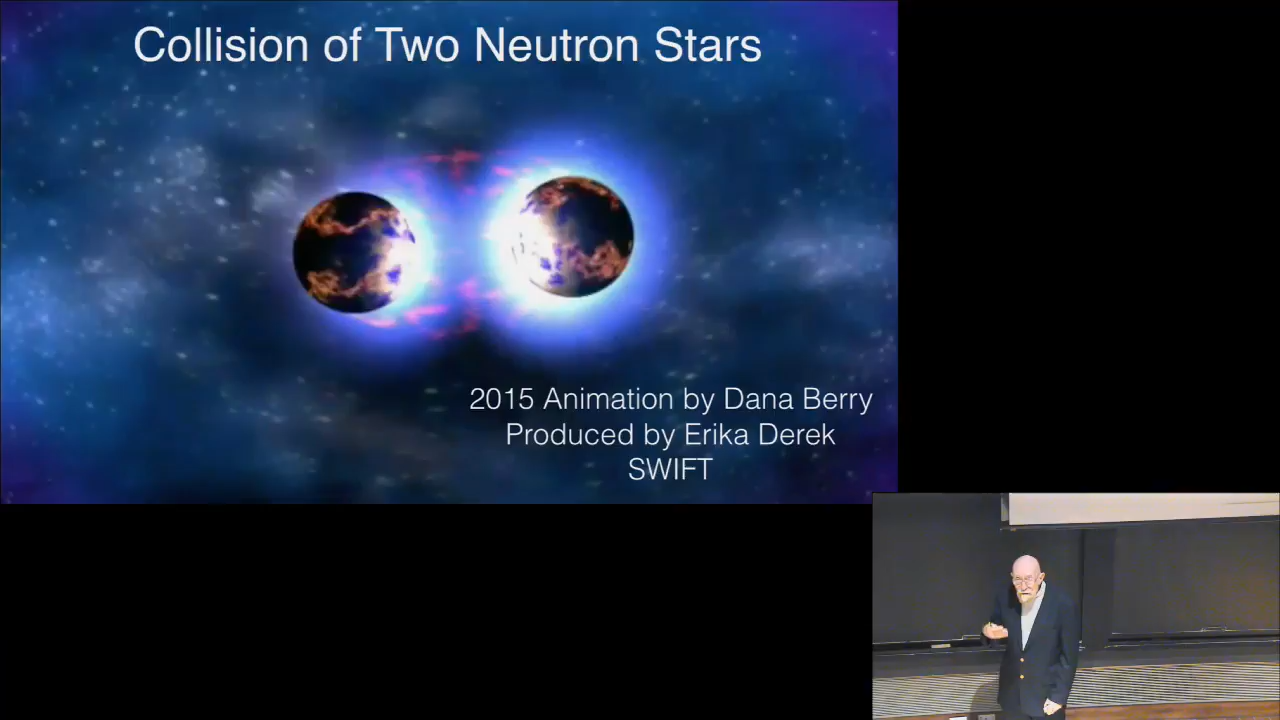 Collision of Two Neutron Stars
2015 Animation by Dana Berry
Produced by Erika Derek
SWIFT